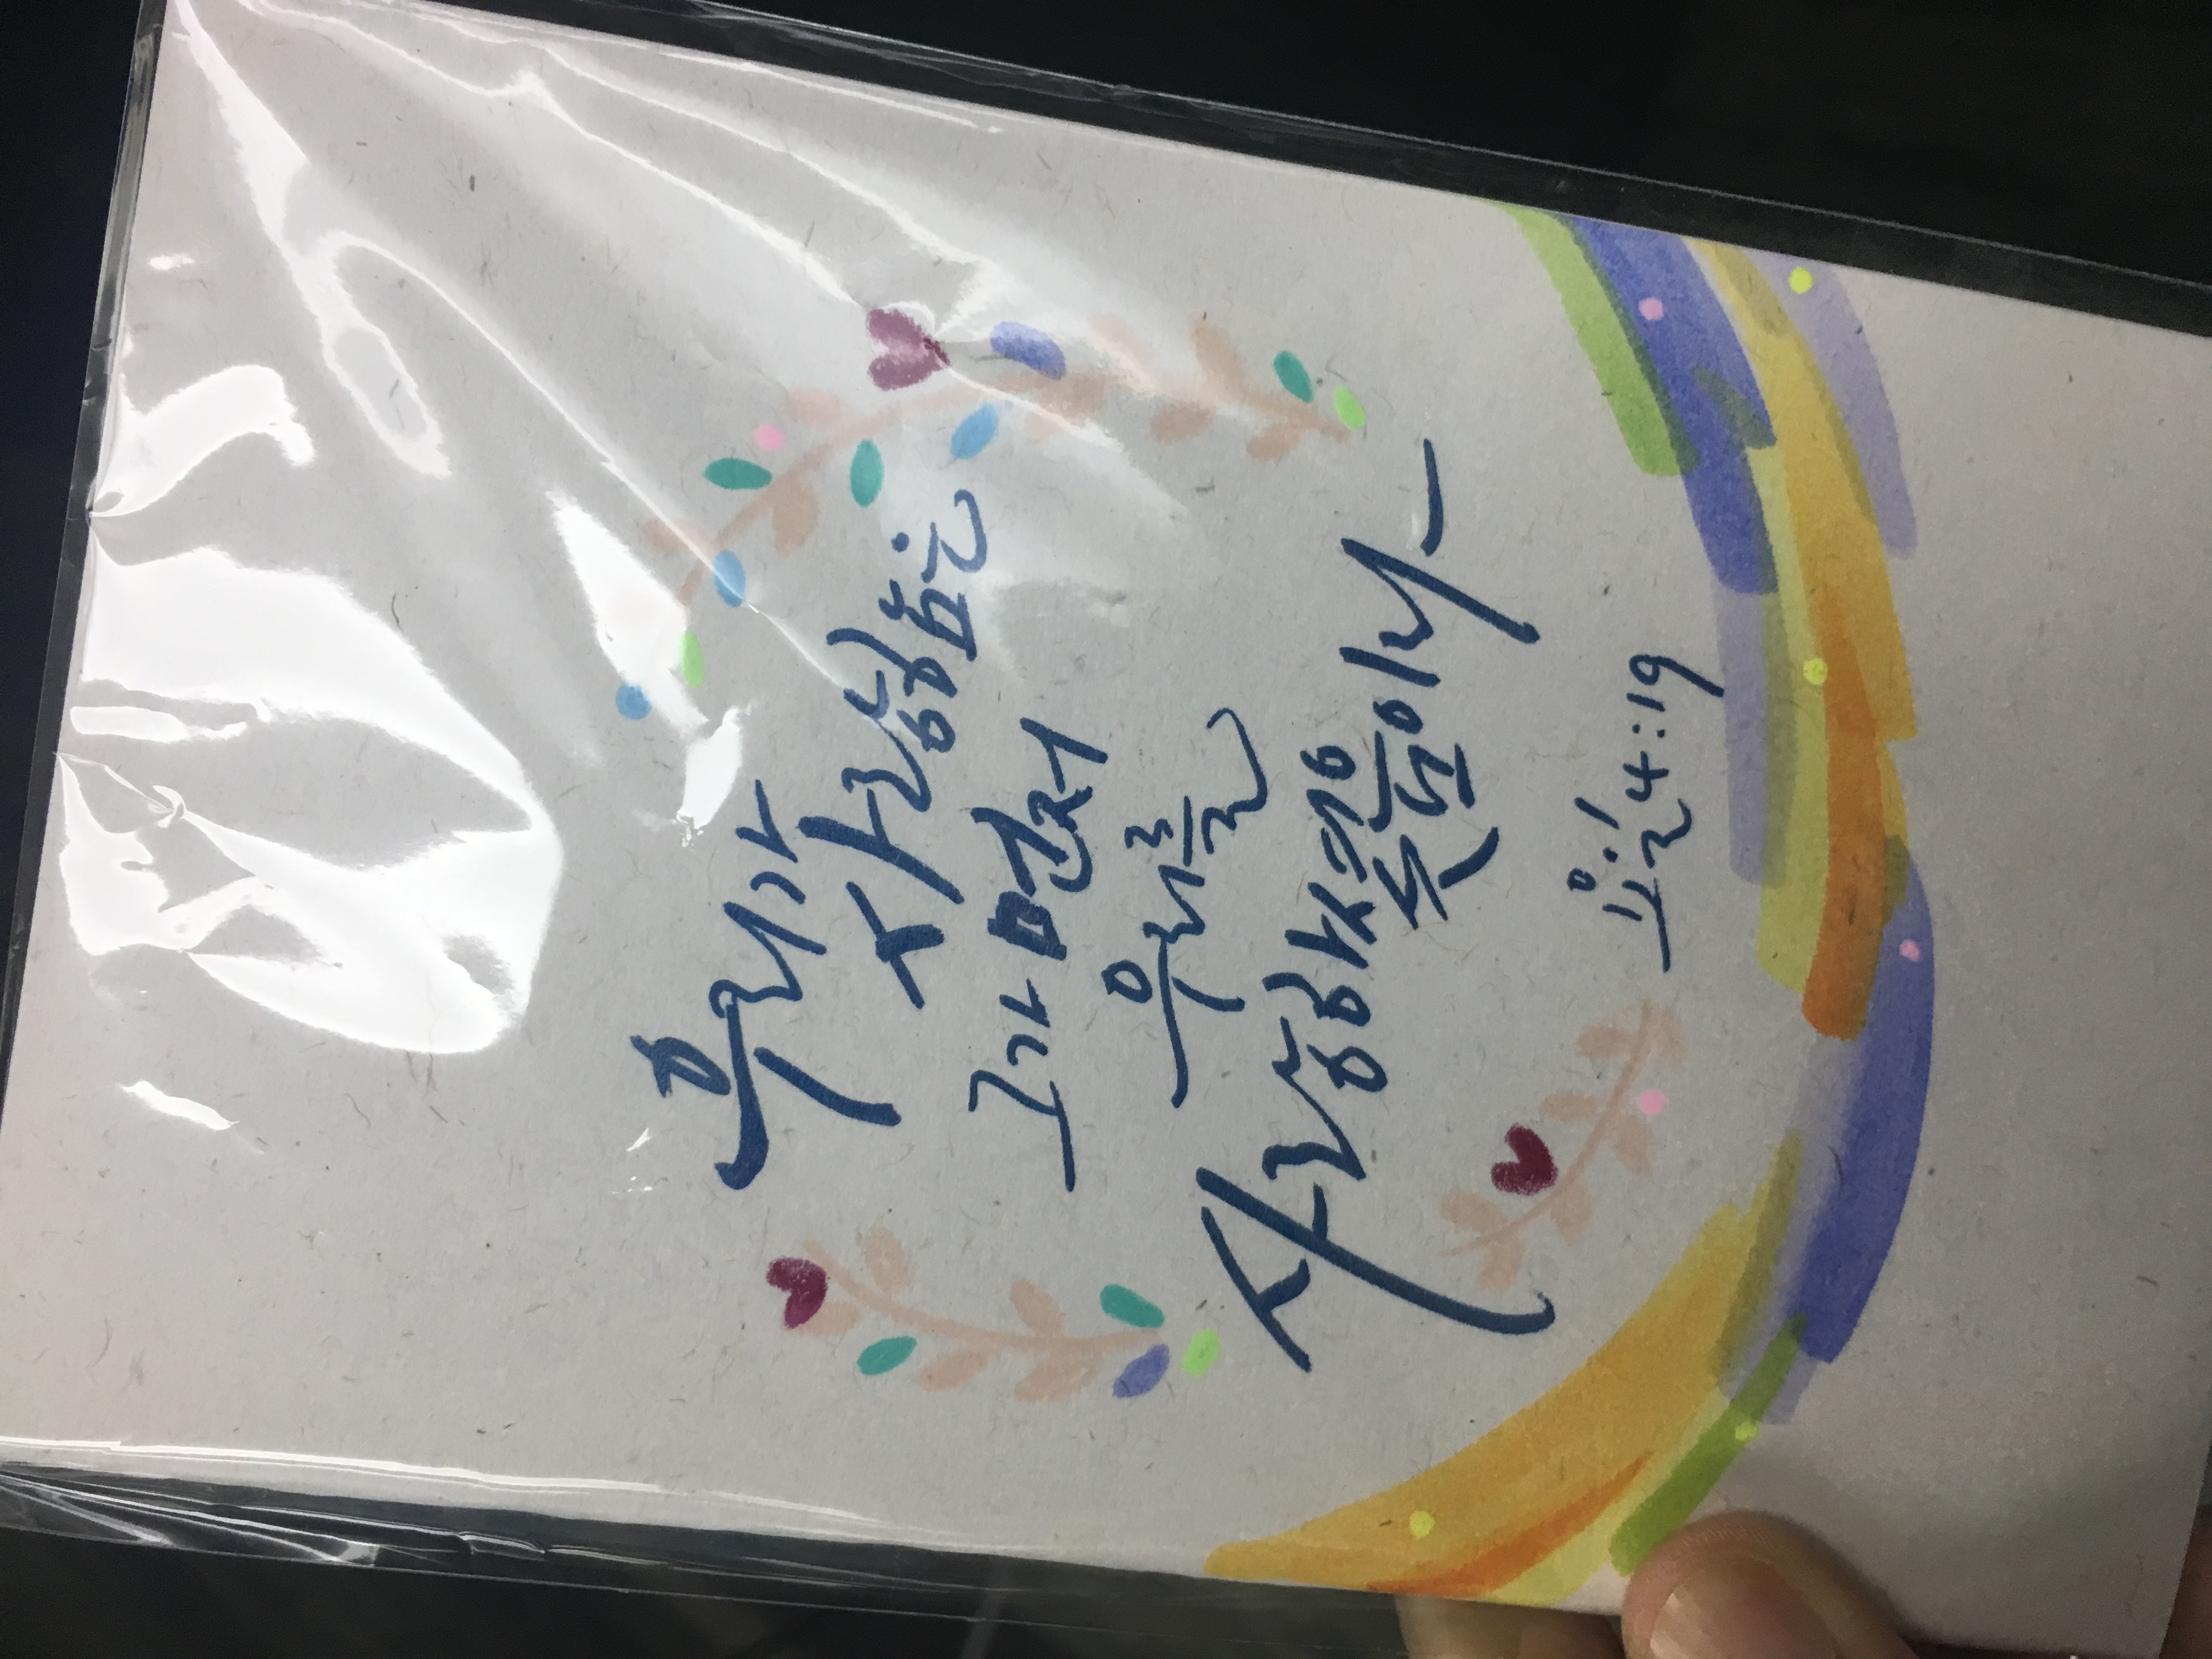 우리가
사랑함은
그가 먼저
우리를
사랑하셨음
이라
요일 4:19